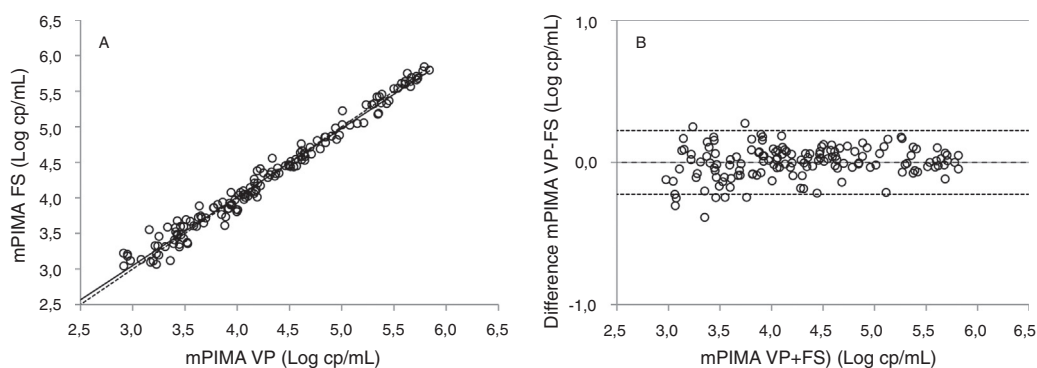 A
mPIMA FS (Log cp/mL)
6,5
6,0
5,5
5,0
4,5
4,0
3,5
3,0
2,5
2,5 3,0 3,5 4,0 4,5 5,0 5,5 6,0 6,5
mPIMA VP (Log cp/mL)
B
Difference mPIMA VP-FS (Log cp/mL)
1,0
0,0
-1,0
2,5 3,0 3,5 4,0 4,5 5,0 5,5 6,0 6,5
mPIMA VP+FS) (Log cp/mL)